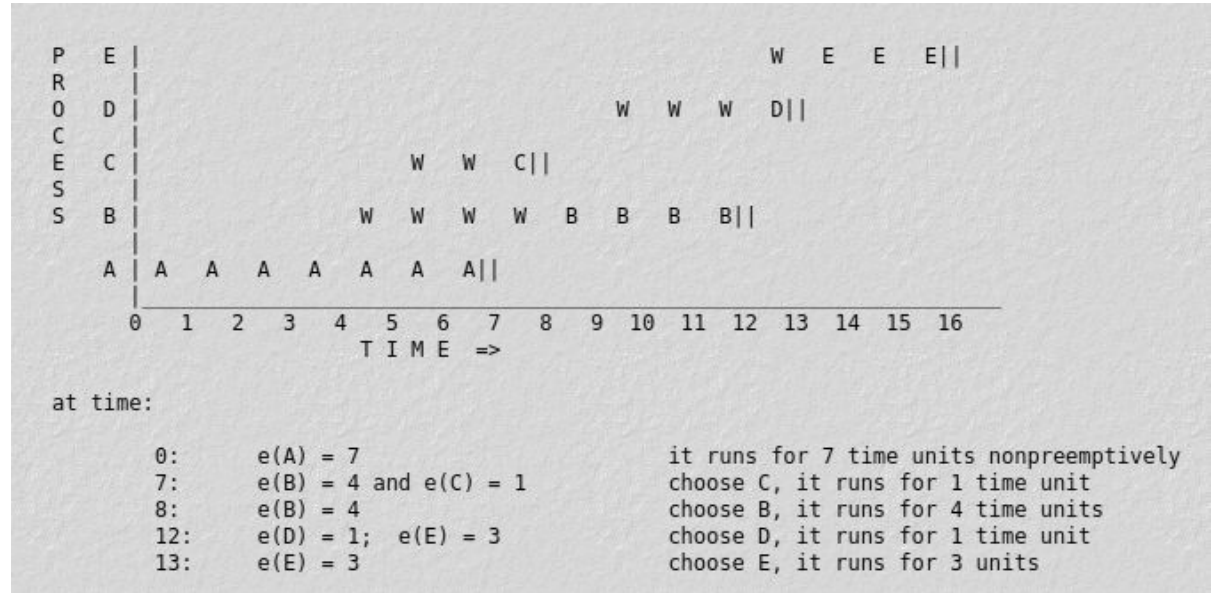 P   E |                                                 W   E   E   E||
R     |
O   D |                                     W   W   W   D||
C     |
E   C |                     W   W   C||
S     |
S   B |                 W   W   W   W   B   B   B   B||
      |
    A | A   A   A   A   A   A   A||
      |
0   1   2   3   4   5   6   7   8   9   10   11   12   13   14   15   16
T I M E  =>
at time:
0:      e(A) = 7                        it runs for 7 time units nonpreemptively
7:      e(B) = 4 and e(C) = 1           choose C, it runs for 1 time unit
8:      e(B) = 4                        choose B, it runs for 4 time units
12:     e(D) = 1;  e(E) = 3             choose D, it runs for 1 time unit
13:     e(E) = 3                        choose E, it runs for 3 units